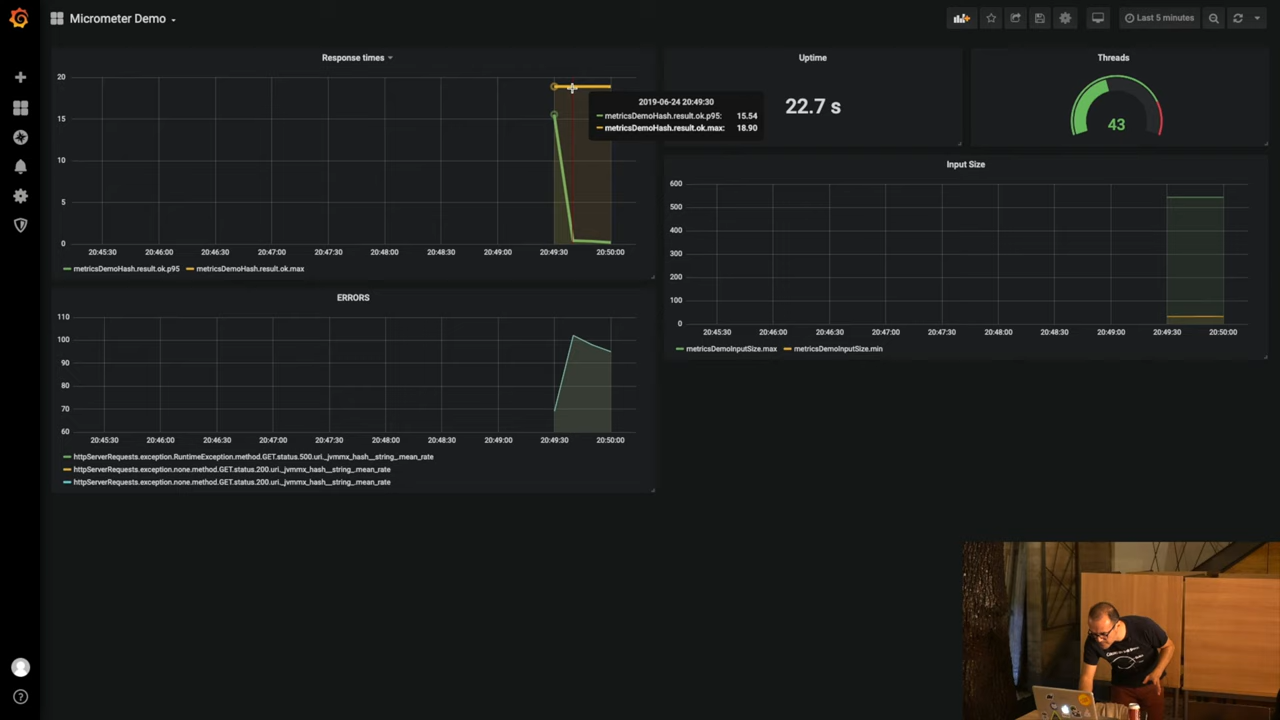 Micrometer Demo
Last 5 minutes
Response times
20
15
10
5
0
20:45:30 20:46:00 20:46:30 20:47:00 20:47:30 20:48:00 20:48:30 20:49:00 20:49:30 20:50:00
metricsDemoHash.result.ok.p95 metricsDemoHash.result.ok.max
2019-06-24 20:49:30
metricsDemoHash.result.ok.p95: 15.54
metricsDemoHash.result.ok.max: 18.90
Uptime
22.7 s
Threads
43
ERRORS
110
100
90
80
70
60
20:45:30 20:46:00 20:46:30 20:47:00 20:47:30 20:48:00 20:48:30 20:49:00 20:49:30 20:50:00
httpServerRequests.exception.RuntimeException.method.GET.status.500.uri._jvmmx_hash__string_.mean_rate
httpServerRequests.exception.none.method.GET.status.200.uri._jvmmx_hash__string_.mean_rate
httpServerRequests.exception.none.method.GET.status.200.uri._jvmmx_hash__string_.mean_rate
Input Size
600
500
400
300
200
100
0
20:45:30 20:46:00 20:46:30 20:47:00 20:47:30 20:48:00 20:48:30 20:49:00 20:49:30 20:50:00
metricsDemoInputSize.max metricsDemoInputSize.min